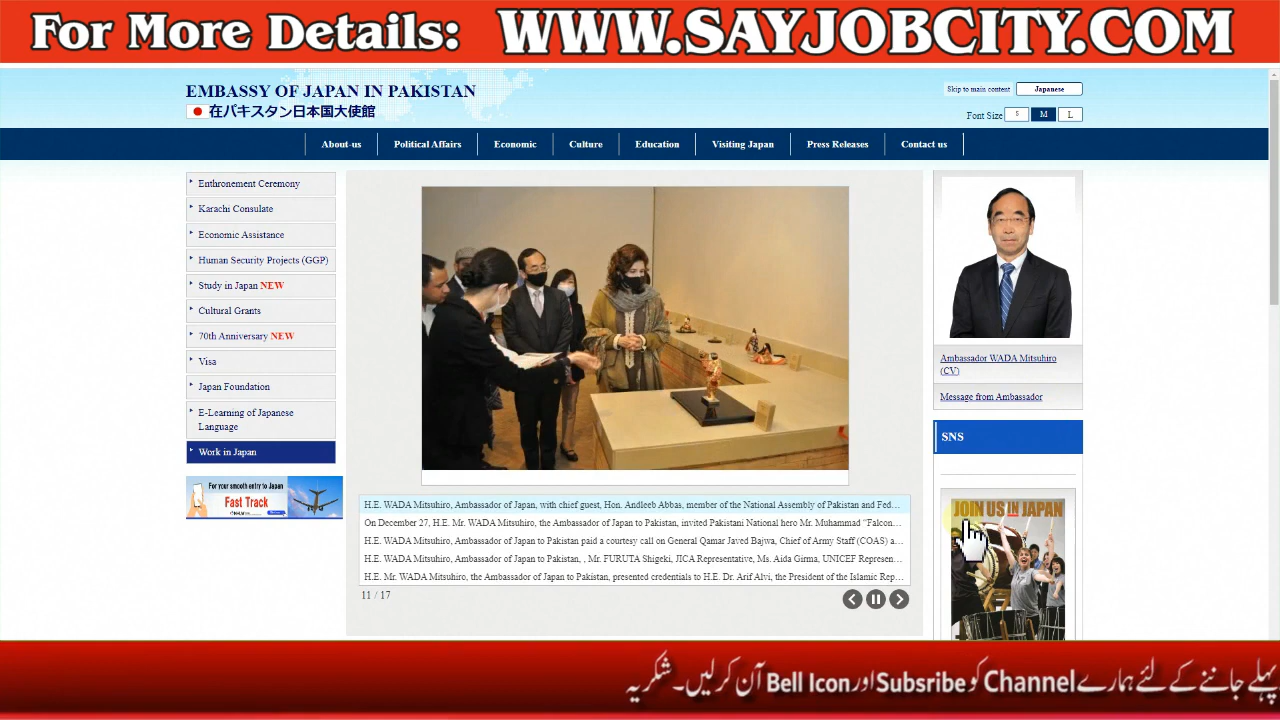 For More Details: WWW.SAYJOBCITY.COM
EMBASSY OF JAPAN IN PAKISTAN
在パキスタン日本国大使館
Skip to main content
Japanese
Font Size S M L
About-us
Political Affairs
Economic
Culture
Education
Visiting Japan
Press Releases
Contact us
Enthronement Ceremony
Karachi Consulate
Economic Assistance
Human Security Projects (GGP)
Study in Japan NEW
Cultural Grants
70th Anniversary NEW
Visa
Japan Foundation
E-Learning of Japanese
Language
Work in Japan
For your smooth entry to Japan
Fast Track
H.E. WADA Mitsuhiro, Ambassador of Japan, with chief guest, Hon. Andleeb Abbas, member of the National Assembly of Pakistan and Fed…
On December 27, H.E. Mr. WADA Mitsuhiro, the Ambassador of Japan to Pakistan, invited Pakistani National hero Mr. Muhammad “Falcon…
H.E. WADA Mitsuhiro, Ambassador of Japan to Pakistan paid a courtesy call on General Qamar Javed Bajwa, Chief of Army Staff (COAS) a…
H.E. WADA Mitsuhiro, Ambassador of Japan to Pakistan, , Mr. FURUTA Shigeki, JICA Representative, Ms. Aida Girma, UNICEF Represen…
H.E. Mr. WADA Mitsuhiro, the Ambassador of Japan to Pakistan, presented credentials to H.E. Dr. Arif Alvi, the President of the Islamic Rep…
11 / 17
Ambassador WADA Mitsuhiro
(CV)
Message from Ambassador
SNS
JOIN US IN JAPAN
پہلے جاننے کے لئے ہمارے Channel کو Subsribe اور Bell Icon آن کرلیں۔ شکریہ